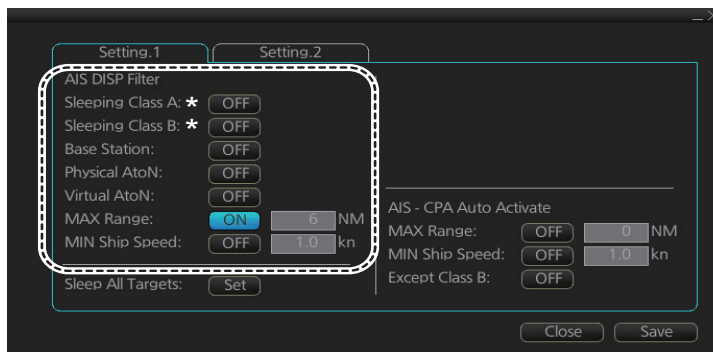 Setting.1
Setting.2
AIS DISP Filter
Sleeping Class A: * OFF
Sleeping Class B: * OFF
Base Station: OFF
Physical AtoN: OFF
Virtual AtoN: OFF
MAX Range: ON 6 NM
MIN Ship Speed: OFF 1.0 kn
Sleep All Targets: Set
AIS - CPA Auto Activate
MAX Range: OFF 0 NM
MIN Ship Speed: OFF 1.0 kn
Except Class B: OFF
Close
Save